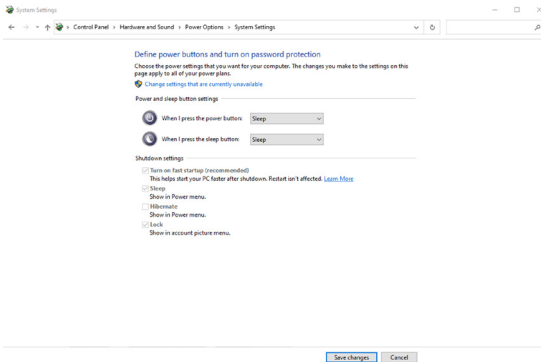 System Settings
Control Panel > Hardware and Sound > Power Options > System Settings
Define power buttons and turn on password protection
Choose the power settings that you want for your computer. The changes you make to the settings on this
page apply to all of your power plans.
Change settings that are currently unavailable
Power and sleep button settings
When I press the power button: Sleep
When I press the sleep button: Sleep
Shutdown settings
Turn on fast startup (recommended)
This helps start your PC faster after shutdown. Restart isn't affected. Learn More
Sleep
Show in Power menu.
Hibernate
Show in Power menu.
Lock
Show in account picture menu.
Save changes Cancel